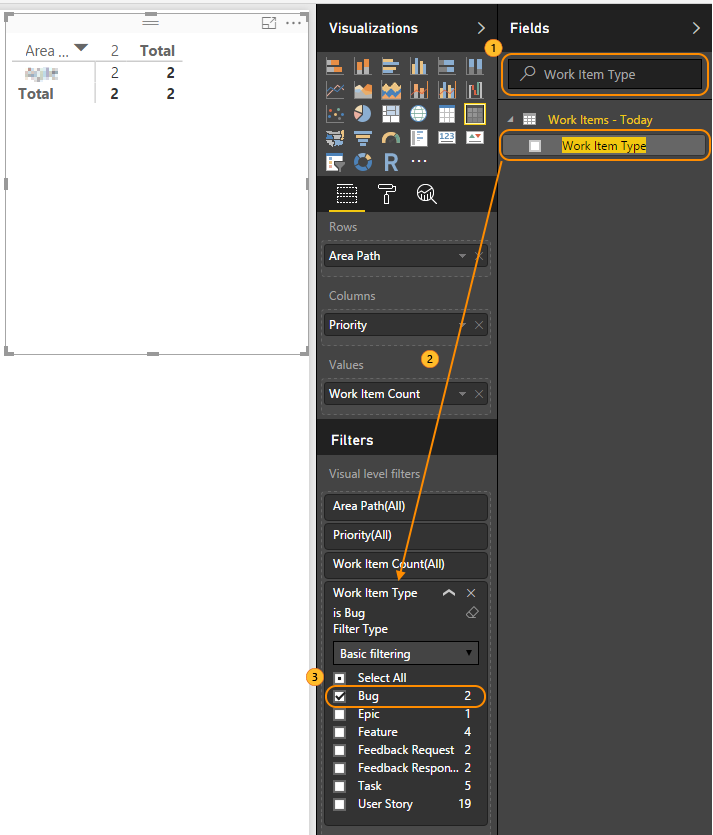 Area ... 2 Total
2 2
Total 2 2
Visualizations
R
123
Rows
Area Path
Columns
Priority
2
Values
Work Item Count
Filters
Visual level filters
Area Path(All)
Priority(All)
Work Item Count(All)
Work Item Type
is Bug
Filter Type
Basic filtering
3
Select All
Bug 2
Epic 1
Feature 4
Feedback Request 2
Feedback Respon... 2
Task 5
User Story 19
1
Fields
Work Item Type
Work Items - Today
Work Item Type